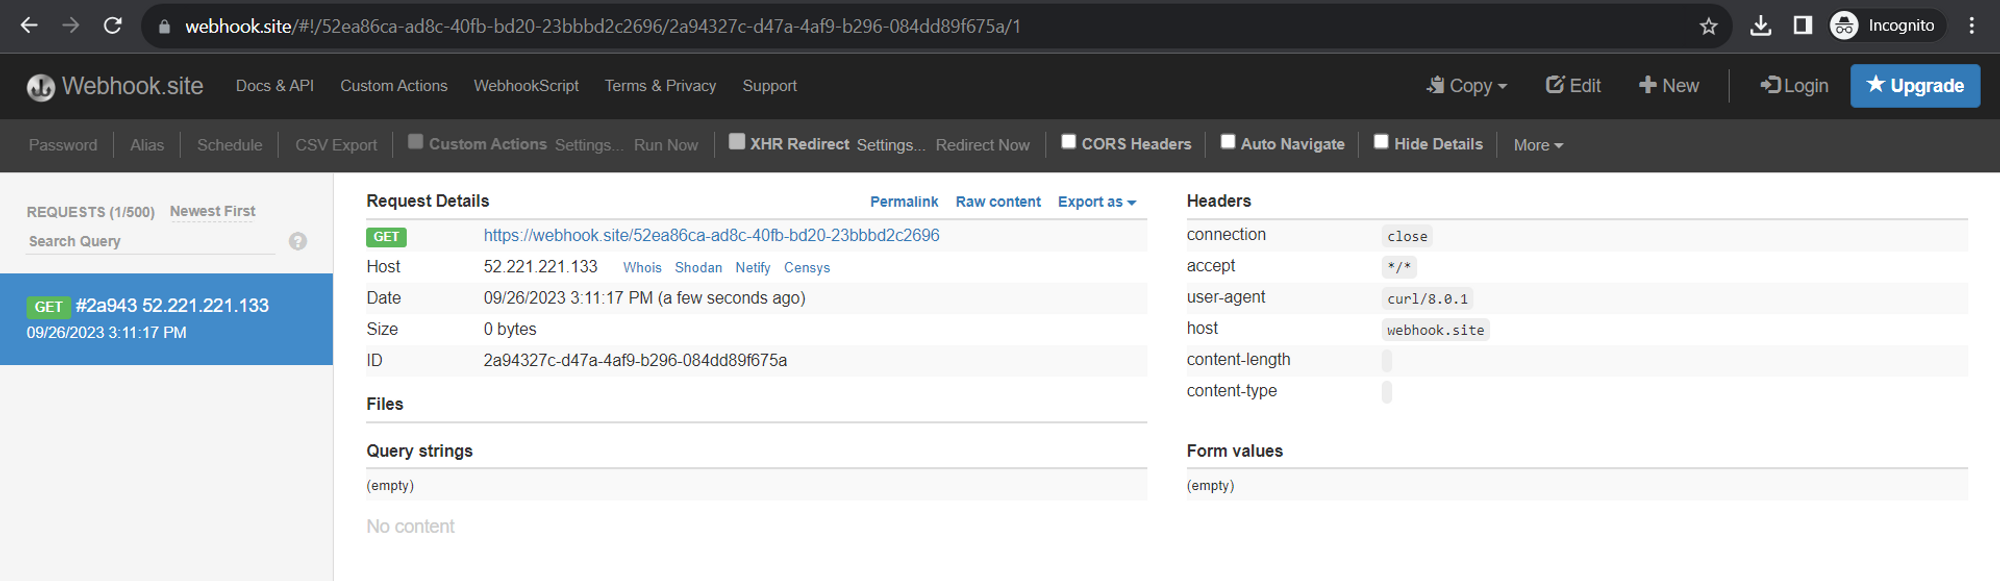 webhook.site/#!/52ea86ca-ad8c-40fb-bd20-23bbbd2c2696/2a94327c-d47a-4af9-b296-084dd89f675a/1
Incognito
Webhook.site Docs & API Custom Actions WebhookScript Terms & Privacy Support Copy Edit New Login Upgrade
Password Alias Schedule CSV Export Custom Actions Settings... Run Now XHR Redirect Settings... Redirect Now CORS Headers Auto Navigate Hide Details More
REQUESTS (1/500) Newest First
Search Query ?
GET #2a943 52.221.221.133
09/26/2023 3:11:17 PM
Request Details Permalink Raw content Export as
GET https://webhook.site/52ea86ca-ad8c-40fb-bd20-23bbbd2c2696
Host 52.221.221.133 Whois Shodan Netify Censys
Date 09/26/2023 3:11:17 PM (a few seconds ago)
Size 0 bytes
ID 2a94327c-d47a-4af9-b296-084dd89f675a
Files
Query strings
(empty)
No content
Headers
connection close
accept */*
user-agent curl/8.0.1
host webhook.site
content-length
content-type
Form values
(empty)